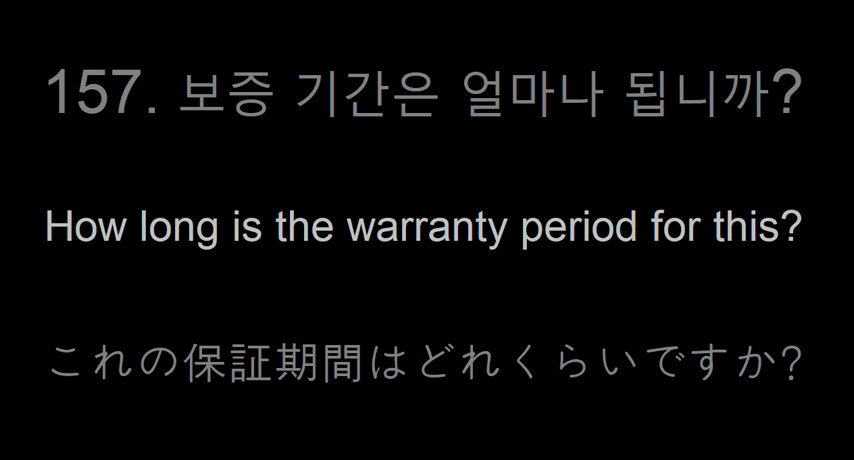 157. 보증 기간은 얼마나 됩니까?
How long is the warranty period for this?
これの保証期間はどれくらいですか?